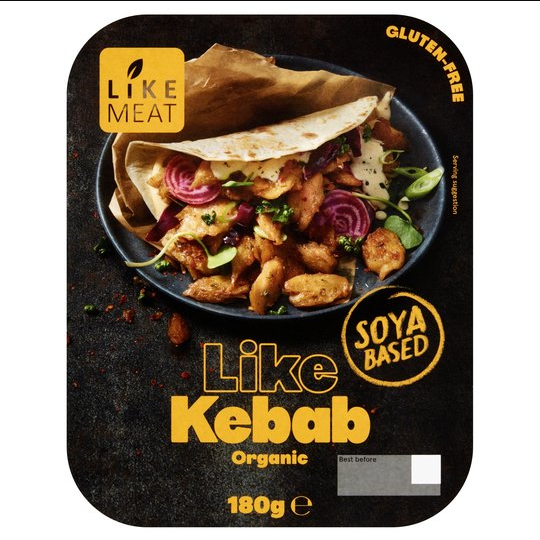 LIKE
MEAT
GLUTEN-FREE
Serving suggestion
SOYA
BASED
Like
Kebab
Organic
Best before
180g ℮